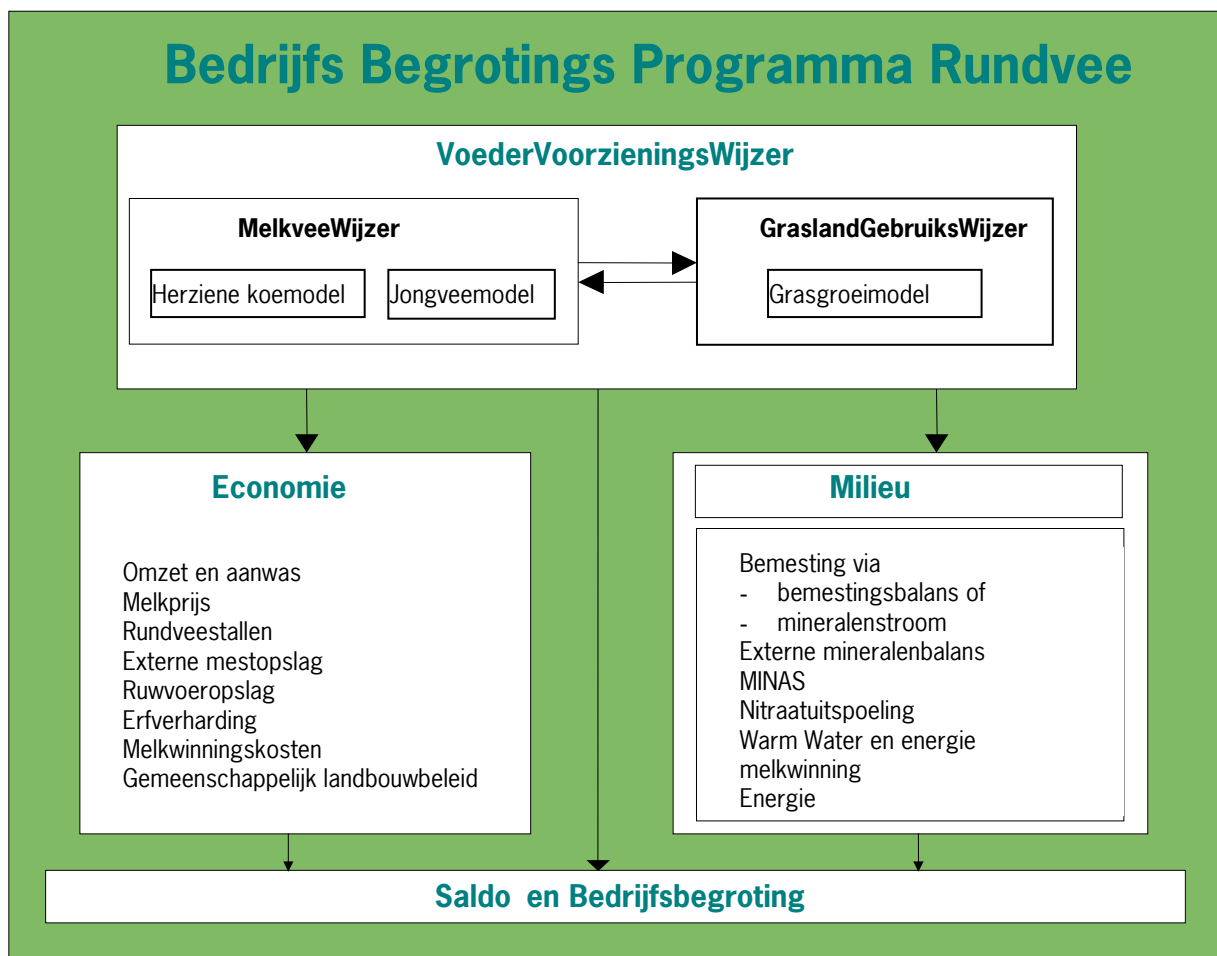 Bedrijfs Begrotings Programma Rundvee
VoederVoorzieningsWijzer
MelkveeWijzer
Herziene koemodel
Jongveemodel
GraslandGebruiksWijzer
Grasgroeimodel
Economie
Omzet en aanwas
Melkprijs
Rundveestallen
Externe mestopslag
Ruwvoeropslag
Erfverharding
Melkwinningskosten
Gemeenschappelijk landbouwbeleid
Milieu
Bemesting via
- bemestingsbalans of
- mineralenstroom
Externe mineralenbalans
MINAS
Nitraatuitspoeling
Warm Water en energie
melkwinning
Energie
Saldo en Bedrijfsbegroting